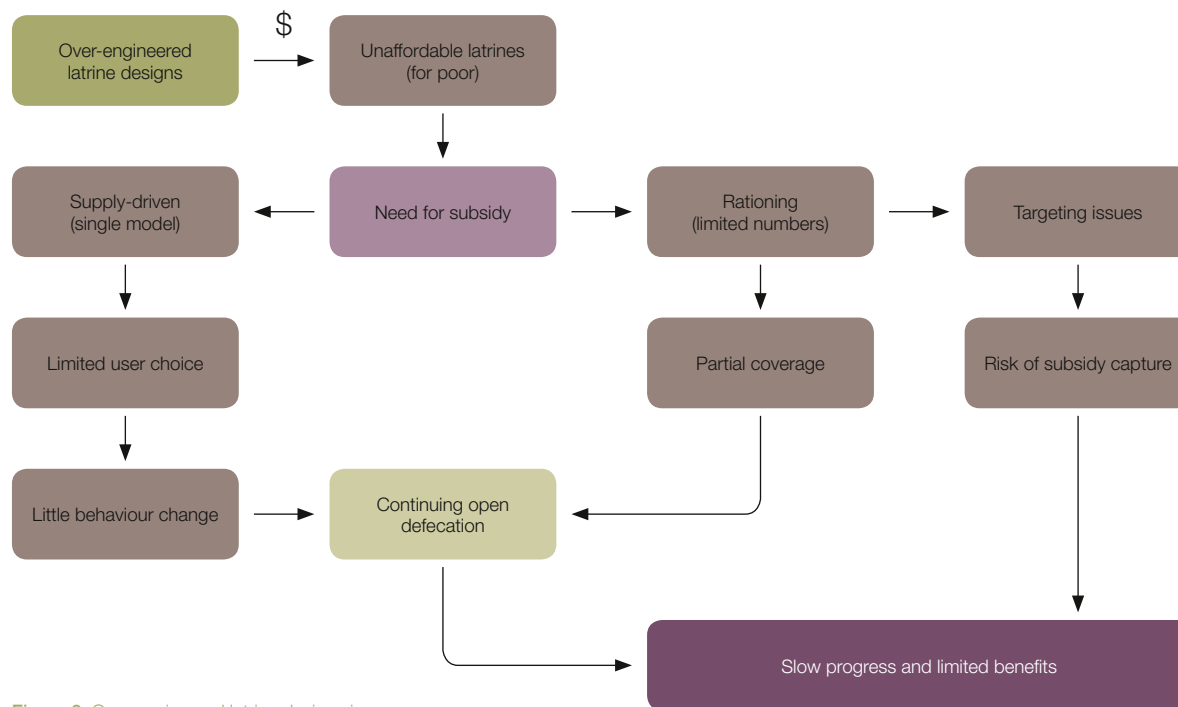 $
Over-engineered
latrine designs
Unaffordable latrines
(for poor)
Supply-driven
(single model)
Need for subsidy
Rationing
(limited numbers)
Targeting issues
Limited user choice
Partial coverage
Risk of subsidy capture
Little behaviour change
Continuing open
defecation
Slow progress and limited benefits